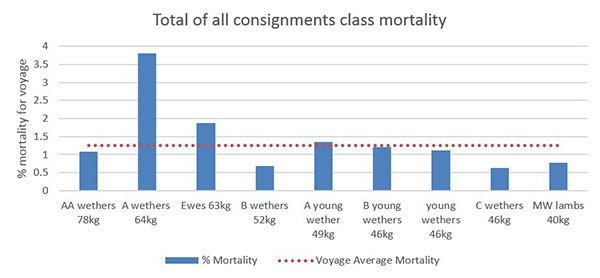 Total of all consignments class mortality
% mortality for voyage
4
3.5
3
2.5
2
1.5
1
0.5
0
AA wethers
78kg
A wethers
64kg
Ewes 63kg
B wethers
52kg
A young
wether
49kg
B young
wethers
46kg
young
wethers
46kg
C wethers
46kg
MW lambs
40kg
% Mortality
Voyage Average Mortality